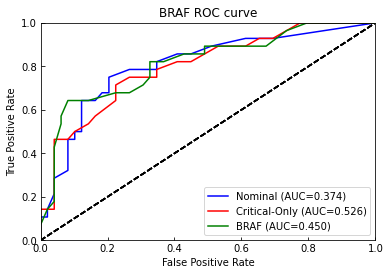 BRAF ROC curve
True Positive Rate
1.0
0.8
0.6
0.4
0.2
0.0
Nominal (AUC=0.374)
Critical-Only (AUC=0.526)
BRAF (AUC=0.450)
0.0 0.2 0.4 0.6 0.8 1.0
False Positive Rate